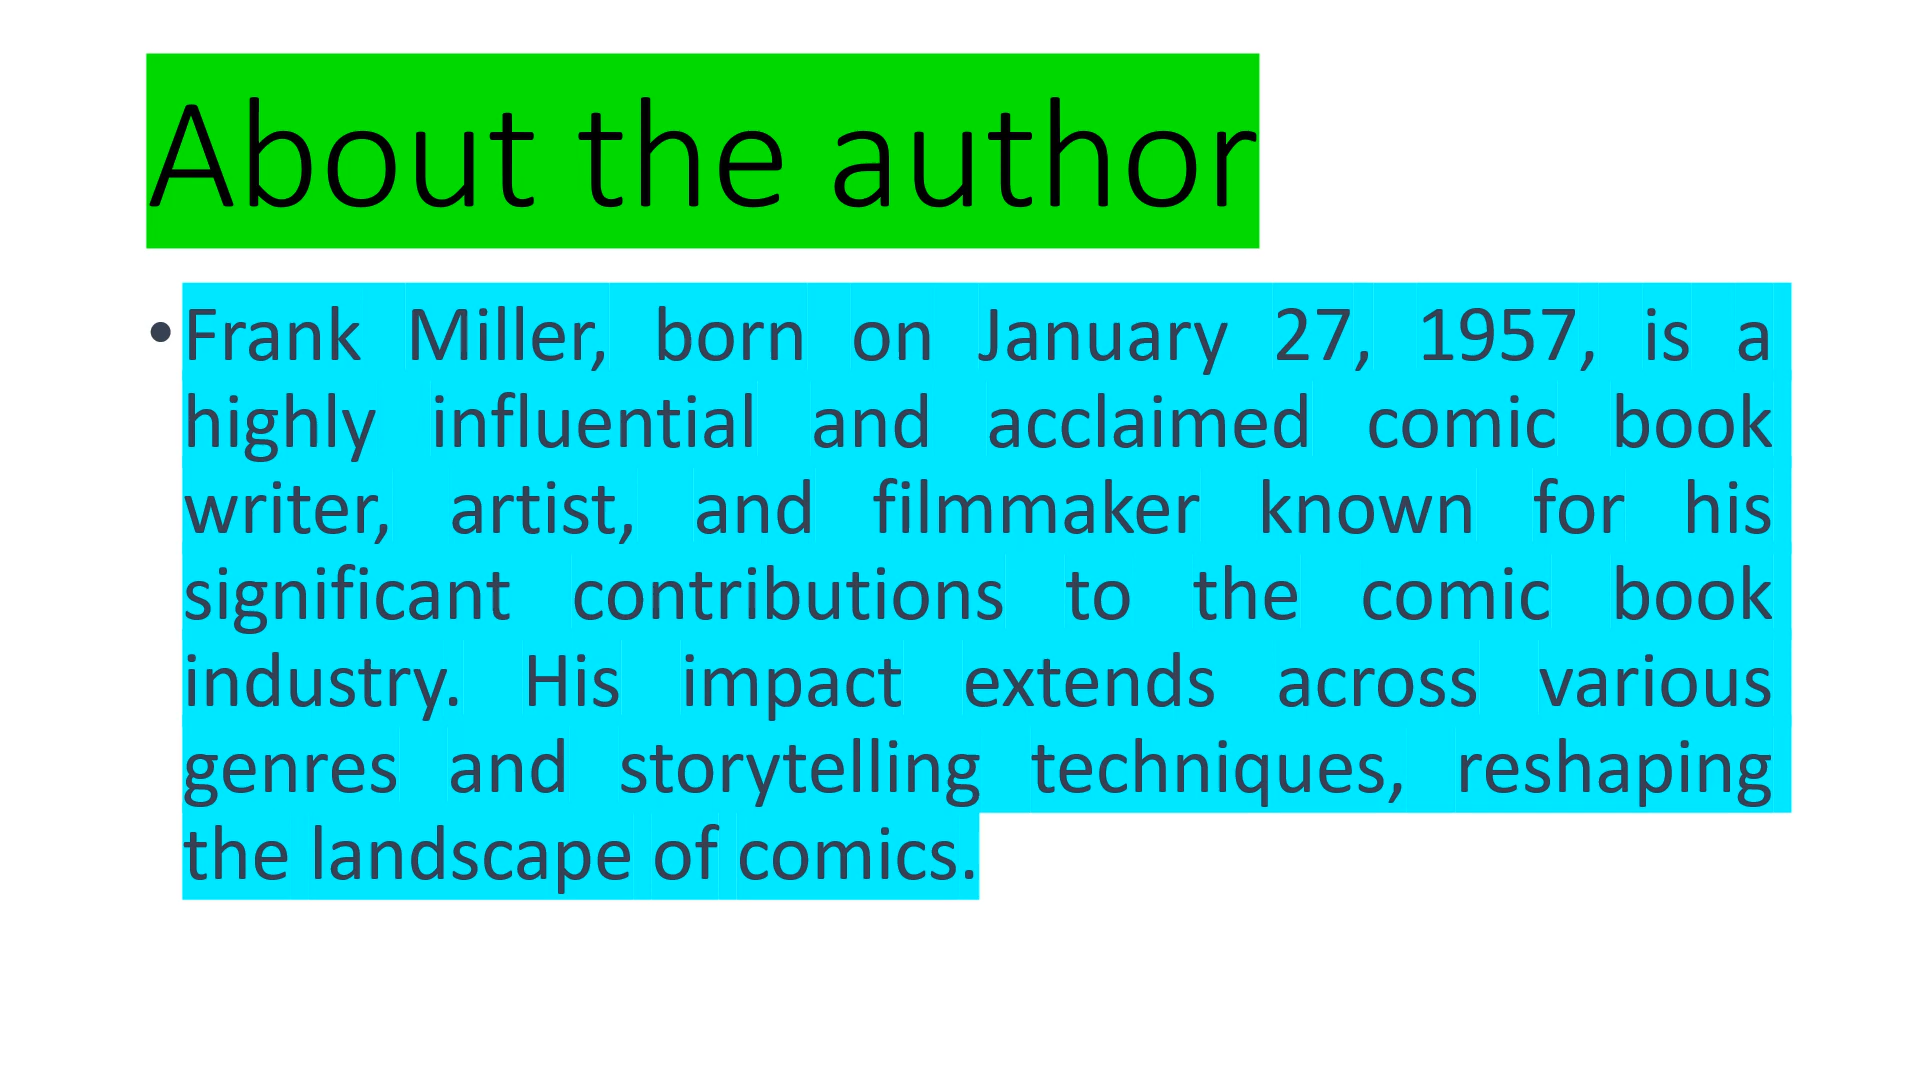 About the author
• Frank Miller, born on January 27, 1957, is a
highly influential and acclaimed comic book
writer, artist, and filmmaker known for his
significant contributions to the comic book
industry. His impact extends across various
genres and storytelling techniques, reshaping
the landscape of comics.